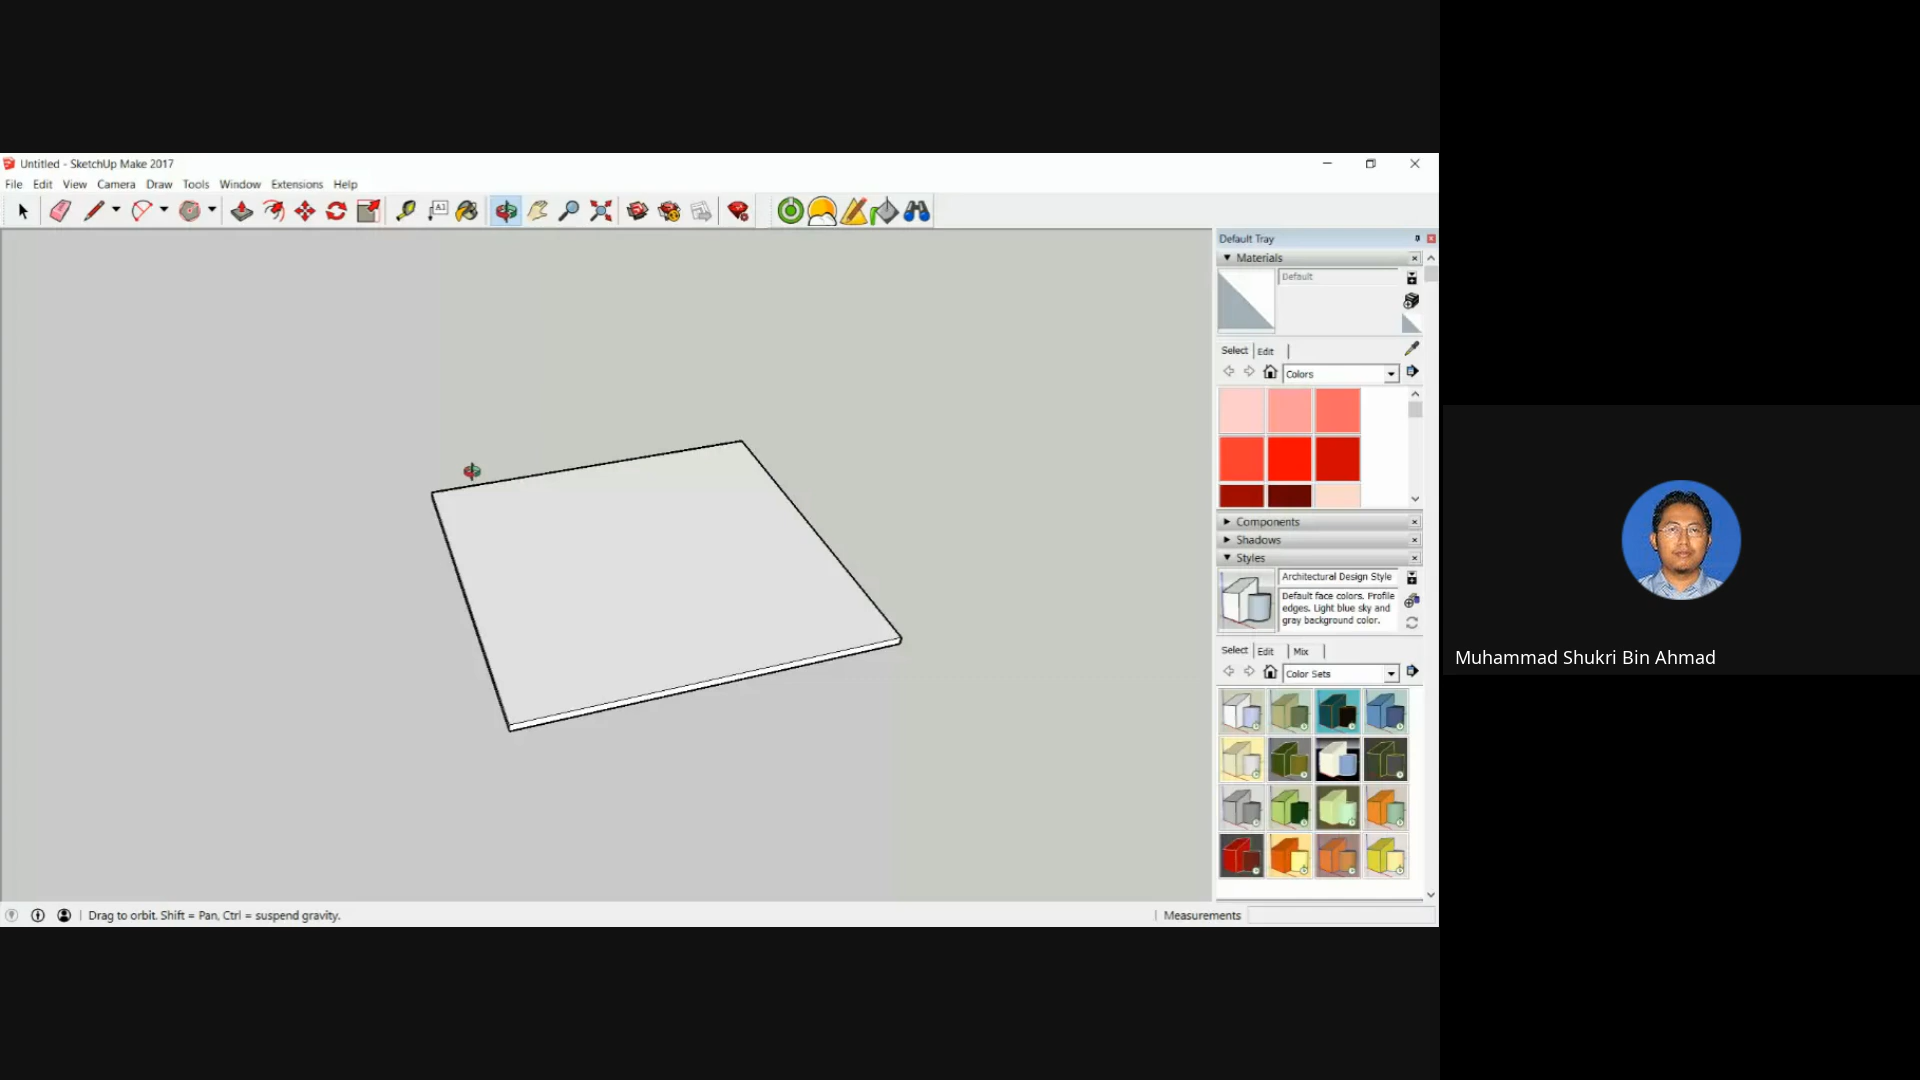 Untitled - SketchUp Make 2017
File Edit View Camera Draw Tools Window Extensions Help
A1
Default Tray
Materials
Default
Select Edit
Colors
Components
Shadows
Styles
Architectural Design Style
Default face colors. Profile
edges. Light blue sky and
gray background color.
Select Edit Mix
Color Sets
Muhammad Shukri Bin Ahmad
Drag to orbit. Shift = Pan, Ctrl = suspend gravity.
Measurements